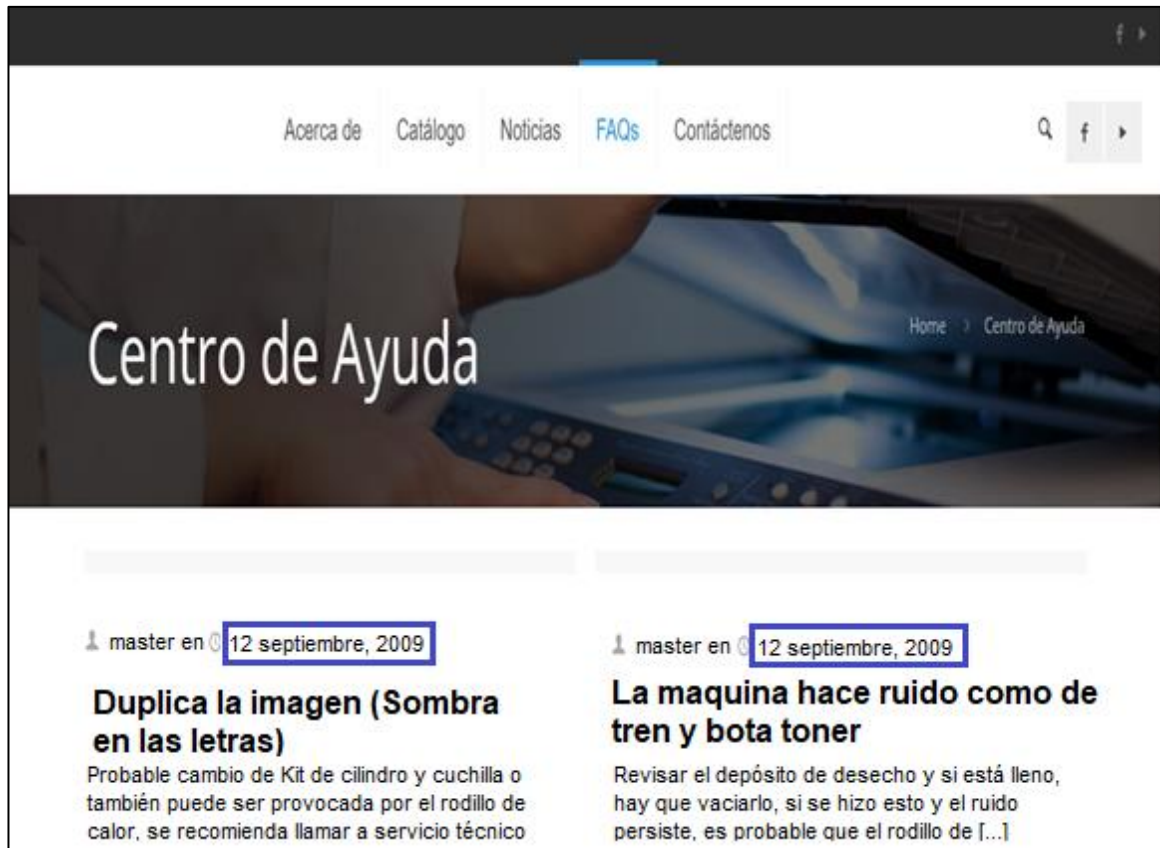 f
Acerca de Catálogo Noticias FAQs Contáctenos f
Centro de Ayuda
Home > Centro de Ayuda
master en 12 septiembre, 2009
Duplica la imagen (Sombra
en las letras)
Probable cambio de Kit de cilindro y cuchilla o
también puede ser provocada por el rodillo de
calor, se recomienda llamar a servicio técnico
master en 12 septiembre, 2009
La maquina hace ruido como de
tren y bota toner
Revisar el depósito de desecho y si está lleno,
hay que vaciarlo, si se hizo esto y el ruido
persiste, es probable que el rodillo de [...]